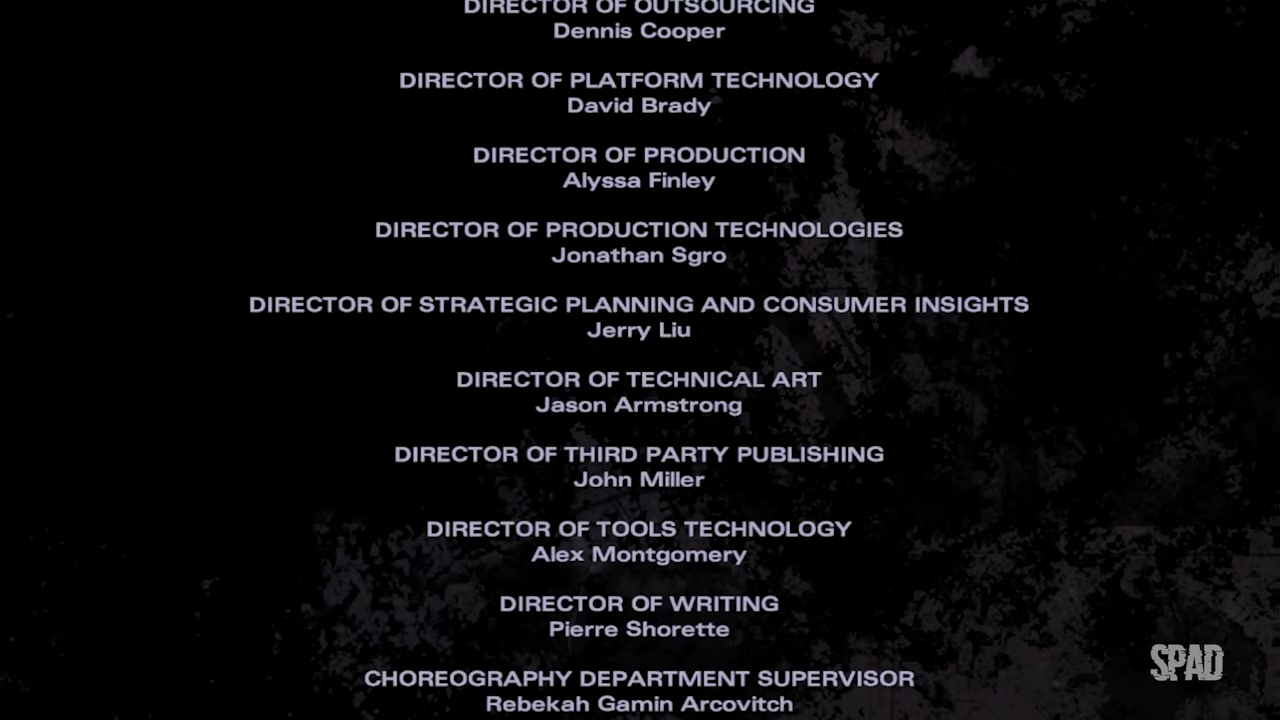 DIRECTOR OF OUTSOURCING
Dennis Cooper
DIRECTOR OF PLATFORM TECHNOLOGY
David Brady
DIRECTOR OF PRODUCTION
Alyssa Finley
DIRECTOR OF PRODUCTION TECHNOLOGIES
Jonathan Sgro
DIRECTOR OF STRATEGIC PLANNING AND CONSUMER INSIGHTS
Jerry Liu
DIRECTOR OF TECHNICAL ART
Jason Armstrong
DIRECTOR OF THIRD PARTY PUBLISHING
John Miller
DIRECTOR OF TOOLS TECHNOLOGY
Alex Montgomery
DIRECTOR OF WRITING
Pierre Shorette
CHOREOGRAPHY DEPARTMENT SUPERVISOR
Rebekah Gamin Arcovitch
SPAD